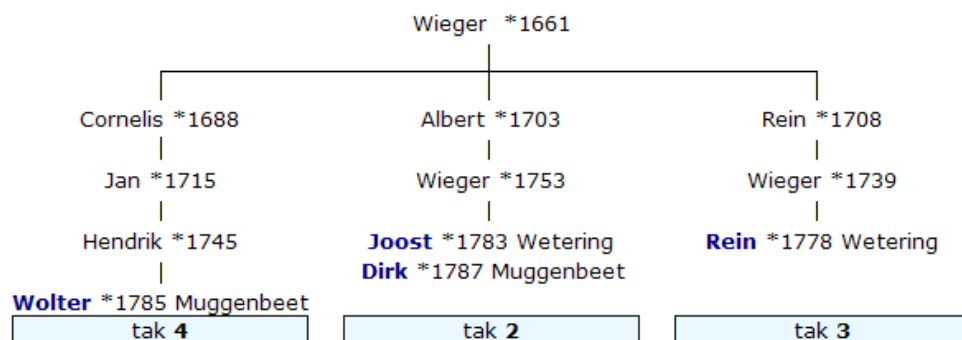 Wieger *1661
Cornelis *1688 Albert *1703 Rein *1708
Jan *1715 Wieger *1753 Wieger *1739
Hendrik *1745 Joost *1783 Wetering Rein *1778 Wetering
Dirk *1787 Muggenbeet
Wolter *1785 Muggenbeet
tak 4 tak 2 tak 3